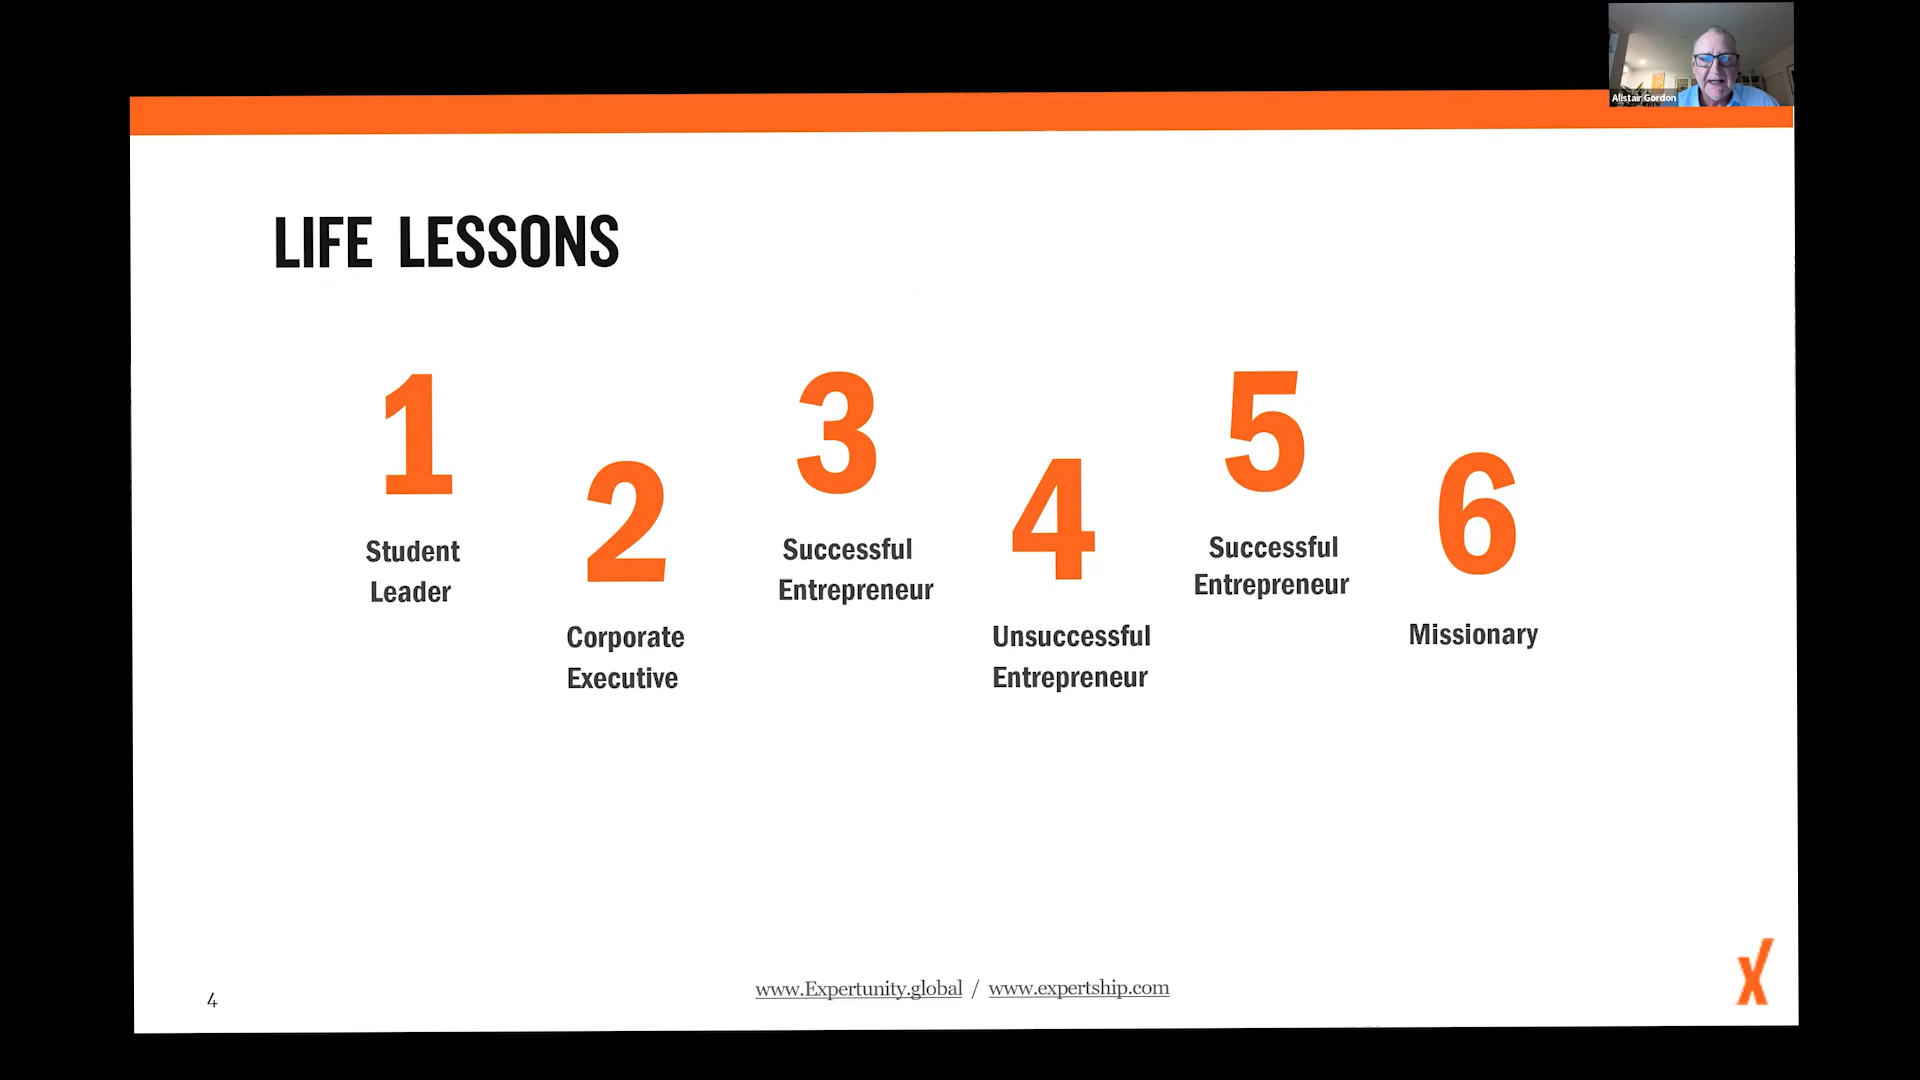 Alistair Gordon
LIFE LESSONS
1
Student
Leader
2
Corporate
Executive
3
Successful
Entrepreneur
4
Unsuccessful
Entrepreneur
5
Successful
Entrepreneur
6
Missionary
4
www.Expertunity.global / www.expertship.com